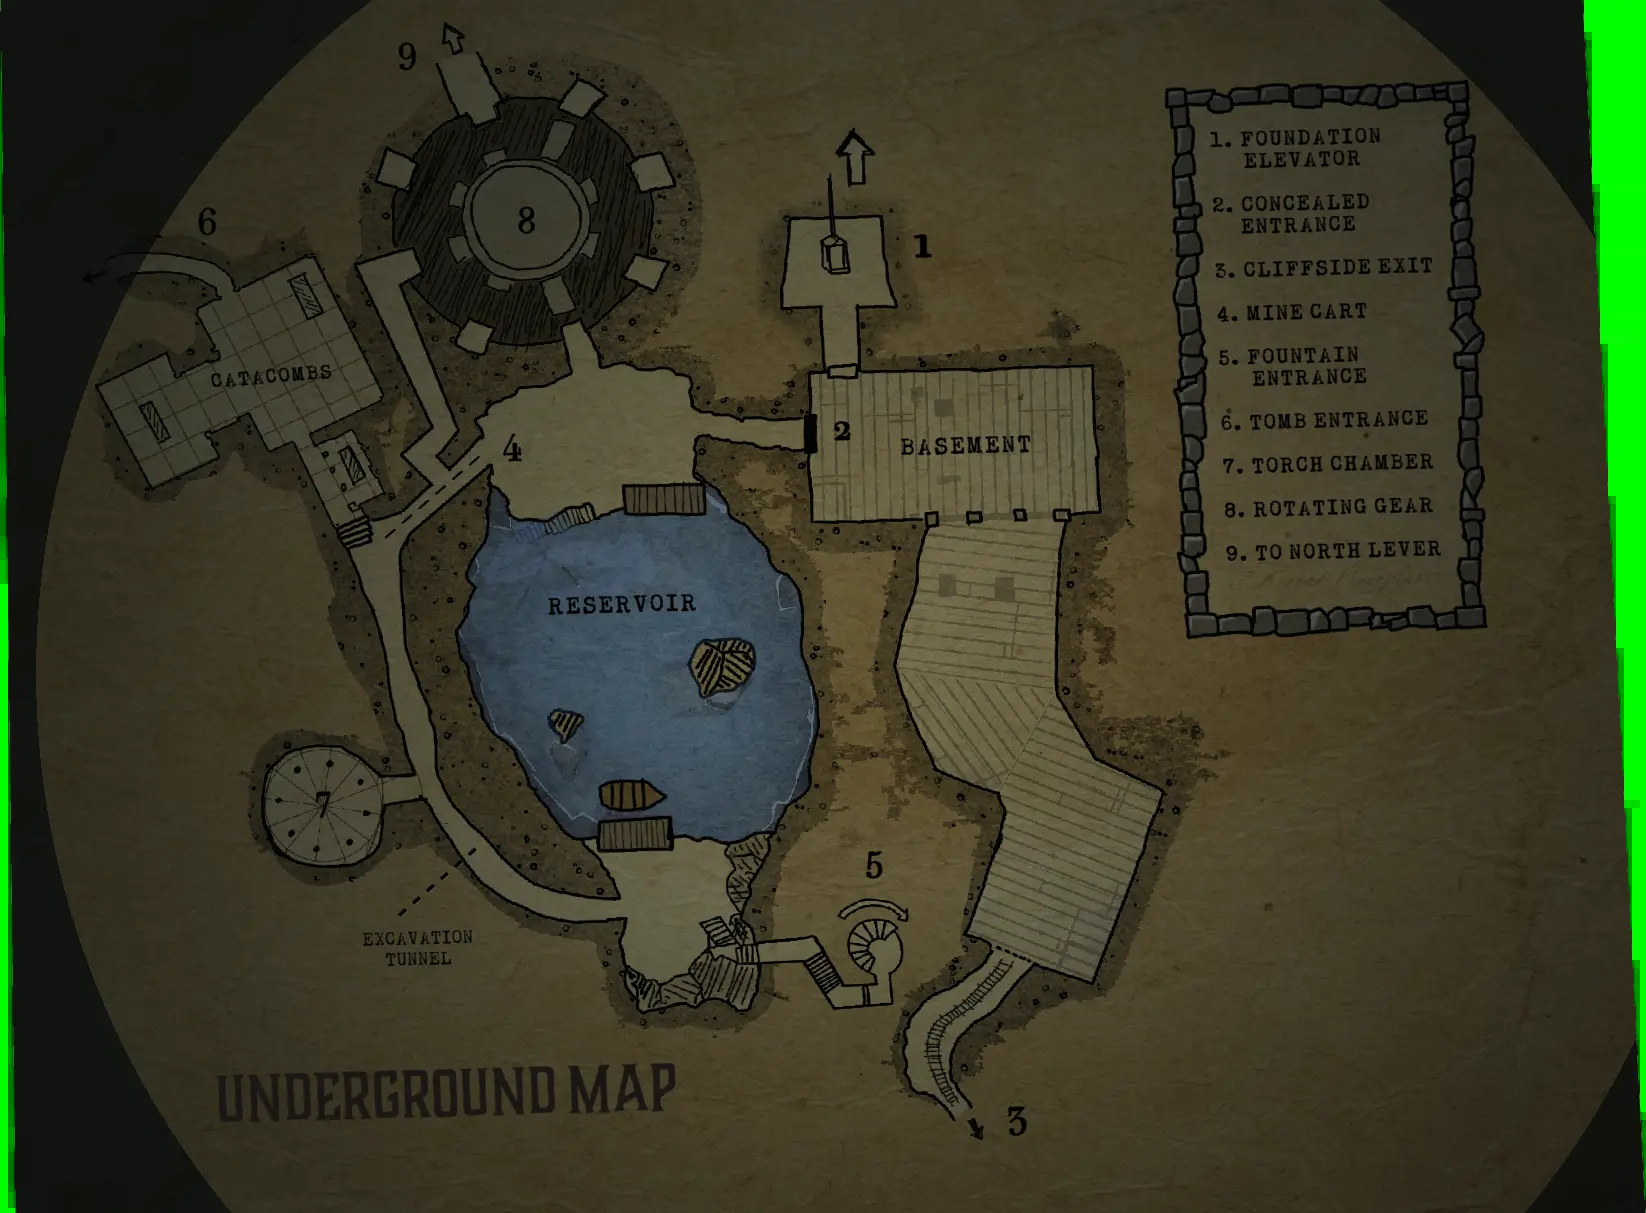 9
6
8
1
1. FOUNDATION
ELEVATOR
2. CONCEALED
ENTRANCE
3. CLIFFSIDE EXIT
4. MINE CART
5. FOUNTAIN
ENTRANCE
6. TOMB ENTRANCE
7. TORCH CHAMBER
8. ROTATING GEAR
9. TO NORTH LEVER
CATACOMBS
4
2
BASEMENT
RESERVOIR
7
5
EXCAVATION
TUNNEL
3
UNDERGROUND MAP